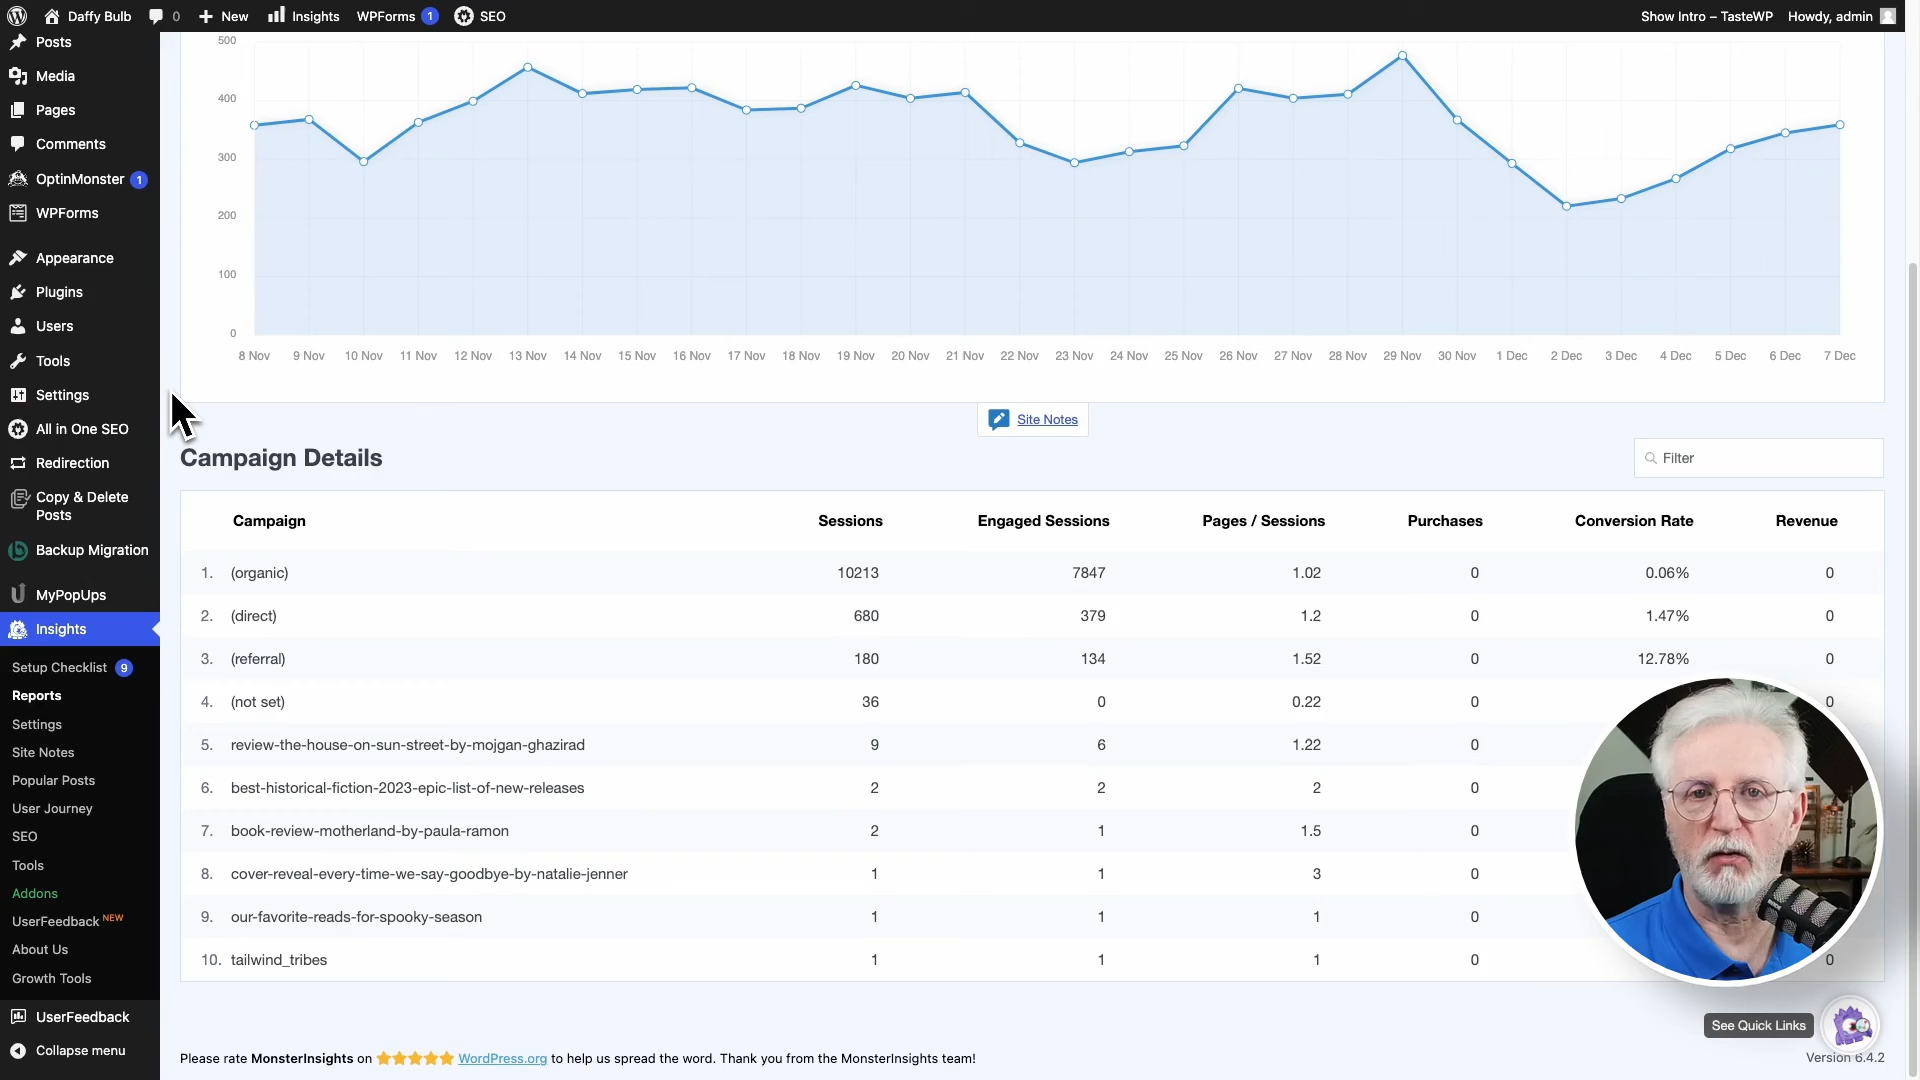 Daffy Bulb 0 New Insights WPForms 1 SEO Show Intro – TasteWP Howdy, admin
Posts
Media
Pages
Comments
OptinMonster 1
WPForms
Appearance
Plugins
Users
Tools
Settings
All in One SEO
Redirection
Copy & Delete
Posts
Backup Migration
MyPopUps
Insights
Setup Checklist 9
Reports
Settings
Site Notes
Popular Posts
User Journey
SEO
Tools
Addons
UserFeedback NEW
About Us
Growth Tools
UserFeedback
Collapse menu
500
400
300
200
100
0
8 Nov 9 Nov 10 Nov 11 Nov 12 Nov 13 Nov 14 Nov 15 Nov 16 Nov 17 Nov 18 Nov 19 Nov 20 Nov 21 Nov 22 Nov 23 Nov 24 Nov 25 Nov 26 Nov 27 Nov 28 Nov 29 Nov 30 Nov 1 Dec 2 Dec 3 Dec 4 Dec 5 Dec 6 Dec 7 Dec
Site Notes
Campaign Details
Filter
Campaign Sessions Engaged Sessions Pages / Sessions Purchases Conversion Rate Revenue
1. (organic) 10213 7847 1.02 0 0.06% 0
2. (direct) 680 379 1.2 0 1.47% 0
3. (referral) 180 134 1.52 0 12.78% 0
4. (not set) 36 0 0.22 0 0
5. review-the-house-on-sun-street-by-mojgan-ghazirad 9 6 1.22 0
6. best-historical-fiction-2023-epic-list-of-new-releases 2 2 2 0
7. book-review-motherland-by-paula-ramon 2 1 1.5 0
8. cover-reveal-every-time-we-say-goodbye-by-natalie-jenner 1 1 3 0
9. our-favorite-reads-for-spooky-season 1 1 1 0
10. tailwind_tribes 1 1 1 0 0
See Quick Links
Please rate MonsterInsights on WordPress.org to help us spread the word. Thank you from the MonsterInsights team!
Version 6.4.2